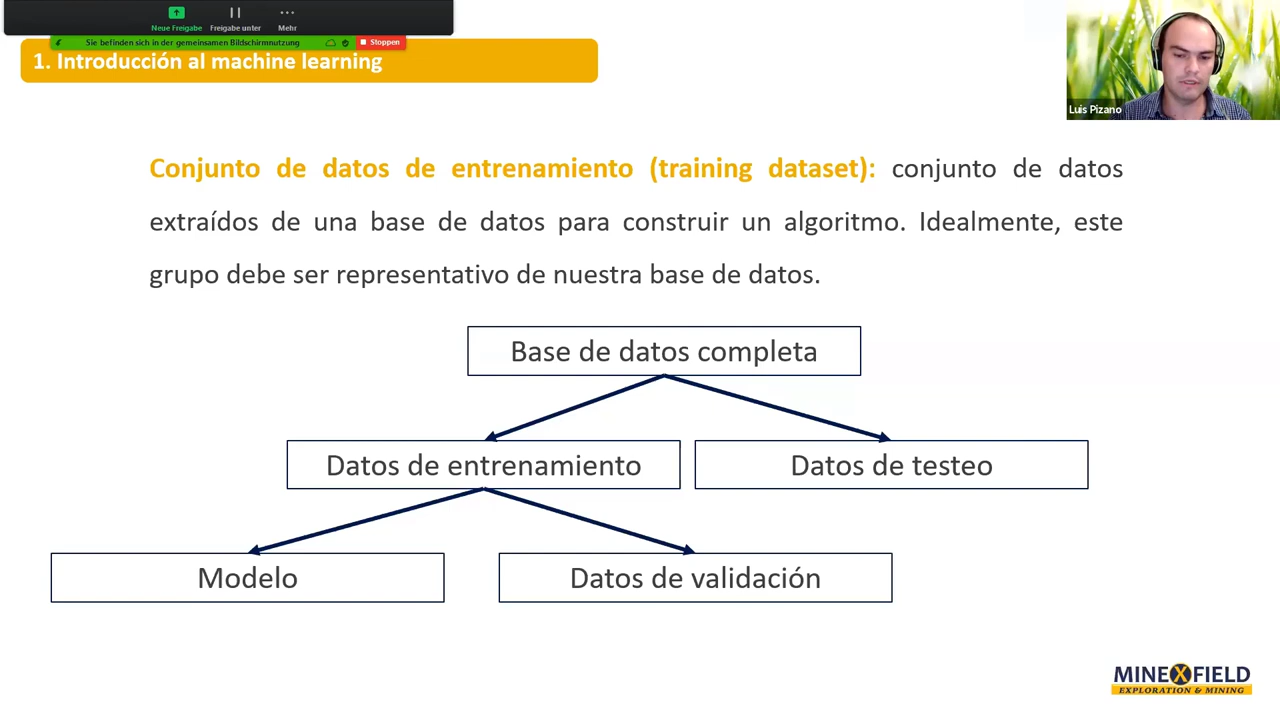 Neue Freigabe Freigabe unter Mehr
Sie befinden sich in der gemeinsamen Bildschirmnutzung Stoppen
1. Introducción al machine learning
Luis Pizano
Conjunto de datos de entrenamiento (training dataset): conjunto de datos
extraídos de una base de datos para construir un algoritmo. Idealmente, este
grupo debe ser representativo de nuestra base de datos.
Base de datos completa
Datos de entrenamiento Datos de testeo
Modelo Datos de validación
MINEXFIELD
EXPLORATION & MINING